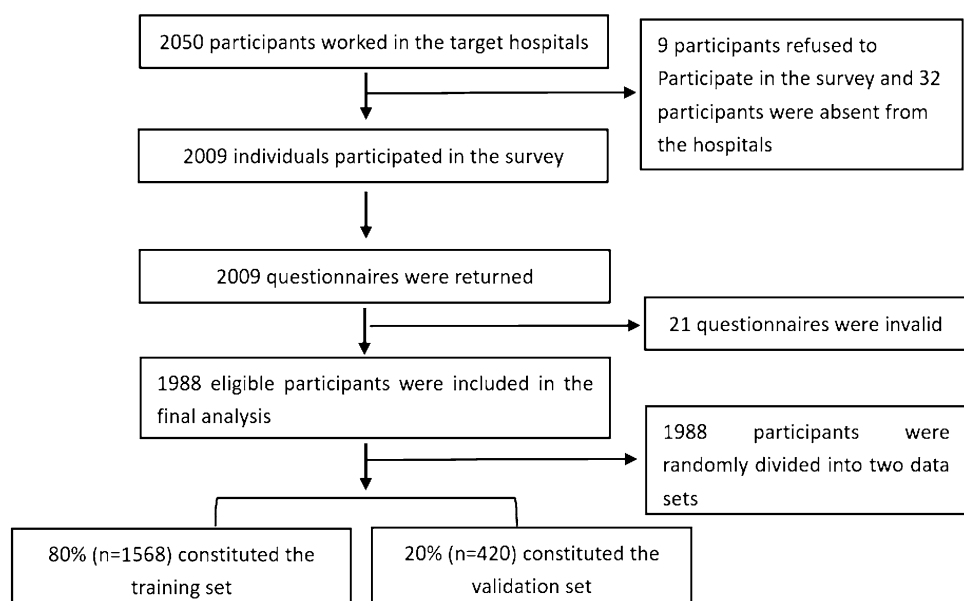 2050 participants worked in the target hospitals
9 participants refused to
Participate in the survey and 32
participants were absent from
the hospitals
2009 individuals participated in the survey
2009 questionnaires were returned
21 questionnaires were invalid
1988 eligible participants were included in the
final analysis
1988 participants were
randomly divided into two data
sets
80% (n=1568) constituted the
training set
20% (n=420) constituted the
validation set